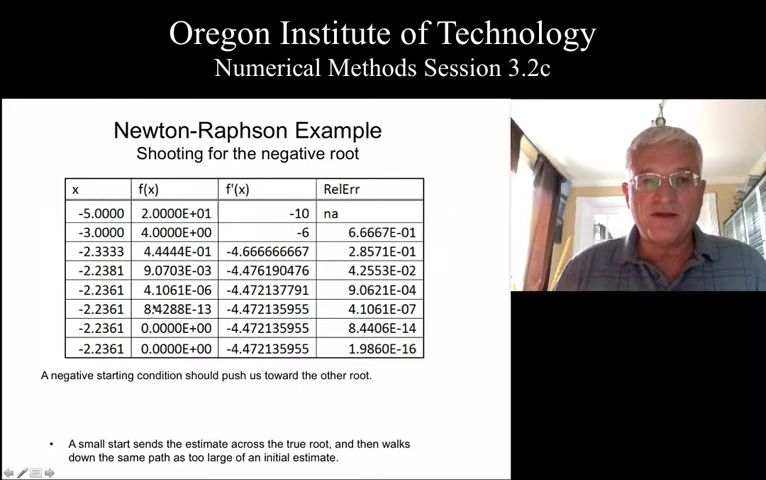 Oregon Institute of Technology
Numerical Methods Session 3.2c
Newton-Raphson Example
Shooting for the negative root
x f(x) f'(x) RelErr
-5.0000 2.0000E+01 -10 na
-3.0000 4.0000E+00 -6 6.6667E-01
-2.3333 4.4444E-01 -4.666666667 2.8571E-01
-2.2381 9.0703E-03 -4.476190476 4.2553E-02
-2.2361 4.1061E-06 -4.472137791 9.0621E-04
-2.2361 8.4288E-13 -4.472135955 4.1061E-07
-2.2361 0.0000E+00 -4.472135955 8.4406E-14
-2.2361 0.0000E+00 -4.472135955 1.9860E-16
A negative starting condition should push us toward the other root.
• A small start sends the estimate across the true root, and then walks
down the same path as too large of an initial estimate.